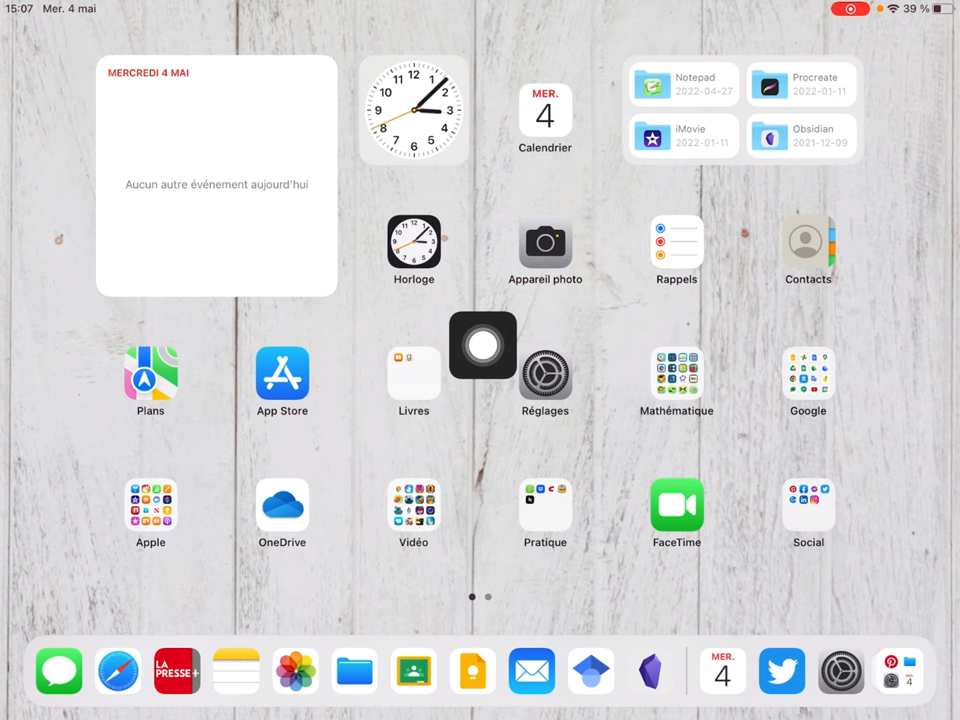 15:07 Mer. 4 mai
39 %
MERCREDI 4 MAI
Aucun autre événement aujourd'hui
12
1
2
3
4
5
6
7
8
9
10
11
MER.
4
Calendrier
Notepad
2022-04-27
Procreate
2022-01-11
iMovie
2022-01-11
Obsidian
2021-12-09
Horloge
Appareil photo
Rappels
Contacts
Plans
App Store
Livres
Réglages
Mathématique
Google
Apple
OneDrive
Vidéo
Pratique
FaceTime
Social
LA
PRESSE+
MER.
4